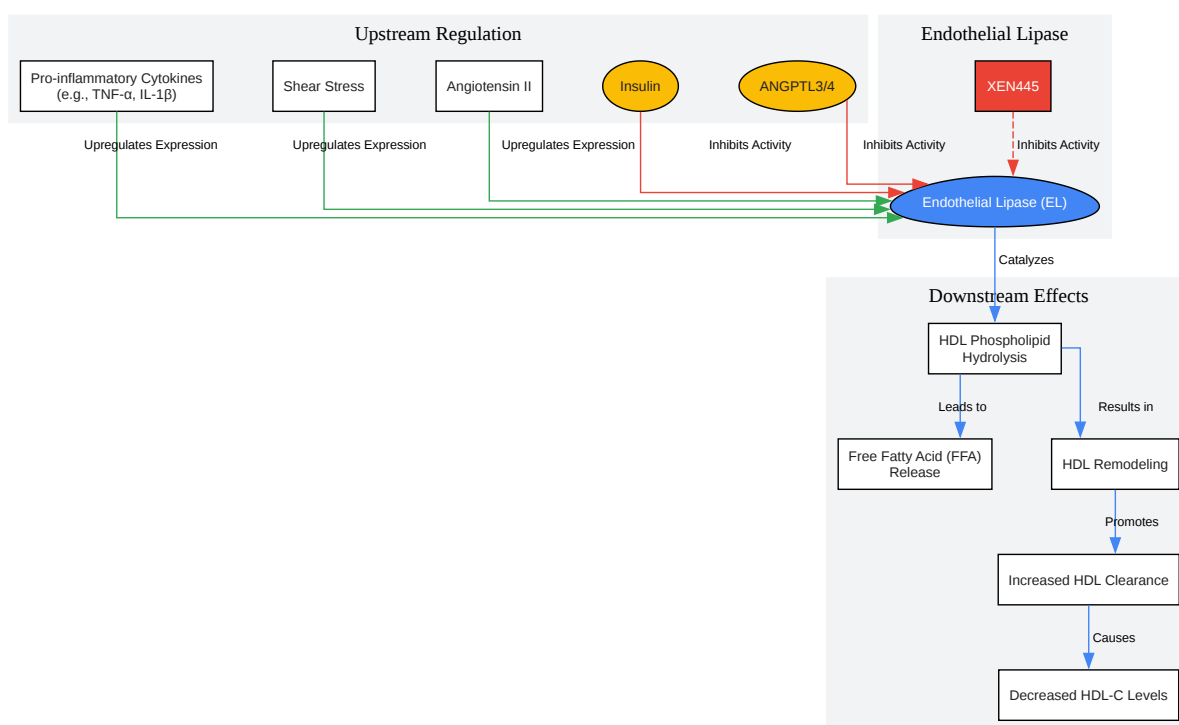 Upstream Regulation
Endothelial Lipase
Pro-inflammatory Cytokines
(e.g., TNF-α, IL-1β)
Shear Stress
Angiotensin II
Insulin
ANGPTL3/4
XEN445
Upregulates Expression
Upregulates Expression
Upregulates Expression
Inhibits Activity
Inhibits Activity
Inhibits Activity
Endothelial Lipase (EL)
Catalyzes
Downstream Effects
HDL Phospholipid
Hydrolysis
Leads to
Results in
Free Fatty Acid (FFA)
Release
HDL Remodeling
Promotes
Increased HDL Clearance
Causes
Decreased HDL-C Levels